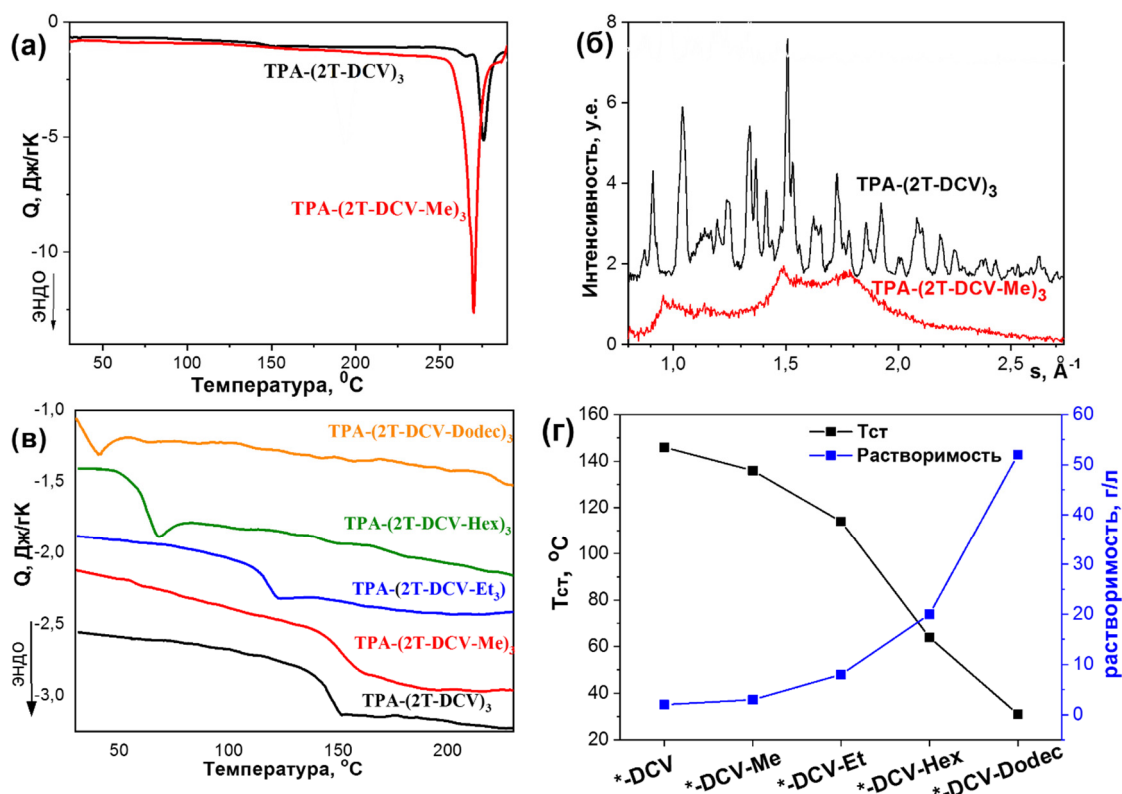 (а)
0
-5
-10
Q, Дж/гК
ЭНДО
TPA-(2T-DCV)3
TPA-(2T-DCV-Me)3
50
100
150
200
250
Температура, 0C
(б)
8
6
4
2
0
Интенсивность, у.е.
TPA-(2T-DCV)3
TPA-(2T-DCV-Me)3
1,0
1,5
2,0
2,5
s, Å-1
(в)
-1,0
-1,5
-2,0
-2,5
-3,0
Q, Дж/гК
ЭНДО
TPA-(2T-DCV-Dodec)3
TPA-(2T-DCV-Hex)3
TPA-(2T-DCV-Et3)
TPA-(2T-DCV-Me)3
TPA-(2T-DCV)3
50
100
150
200
Температура, oC
(г)
160
140
120
100
80
60
40
20
Tст, oC
Тст
Растворимость
60
50
40
30
20
10
0
растворимость, г/л
*-DCV
*-DCV-Me
*-DCV-Et
*-DCV-Hex
*-DCV-Dodec